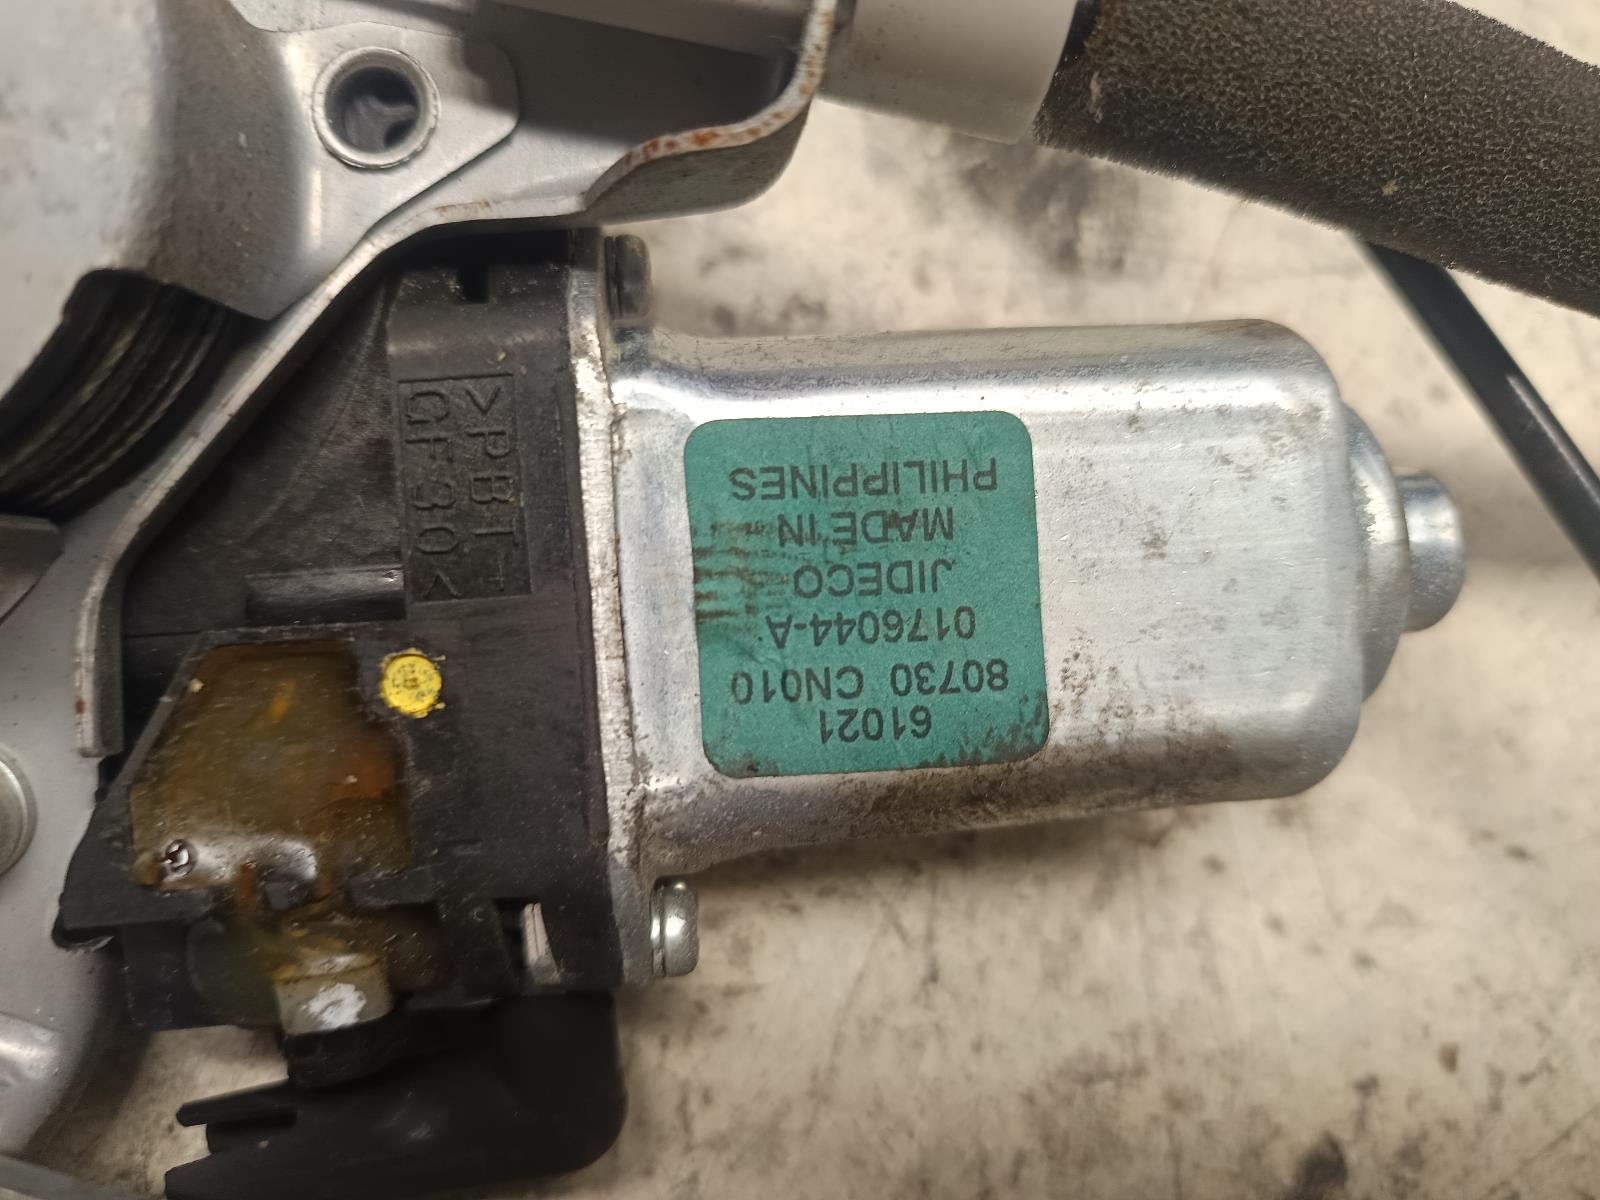 61021
80730 CN010
0176044-A
JIDECO
MADE IN
PHILIPPINES
>PBT-
GF30<